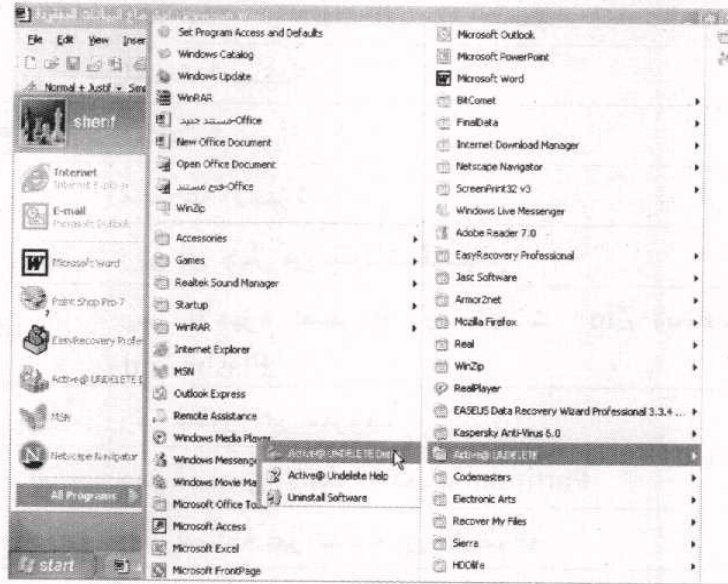 File Edit View Inser
Normal + Justif
sherif
Internet
Internet Explorer
E-mail
Microsoft Outlook
Microsoft Word
Paint Shop Pro 7
EasyRecovery Profe
Active@ UNDELETE
MSN
Netscape Navigator
All Programs
start
Set Program Access and Defaults
Windows Catalog
Windows Update
WinRAR
مستند جديد-Office
New Office Document
Open Office Document
فتح مستند-Office
WinZip
Accessories
Games
Realtek Sound Manager
Startup
WinRAR
Internet Explorer
MSN
Outlook Express
Remote Assistance
Windows Media Player
Windows Messenge
Windows Movie Ma
Microsoft Office Too
Microsoft Access
Microsoft Excel
Microsoft FrontPage
Active@ UNDELETE De
Active@ Undelete Help
Uninstall Software
Microsoft Outlook
Microsoft PowerPoint
Microsoft Word
BitComet
FinalData
Internet Download Manager
Netscape Navigator
ScreenPrint32 v3
Windows Live Messenger
Adobe Reader 7.0
EasyRecovery Professional
Jasc Software
Armor2net
Mozilla Firefox
Real
WinZip
RealPlayer
EASEUS Data Recovery Wizard Professional 3.3.4 ...
Kaspersky Anti-Virus 6.0
Active@ UNDELETE
Codemasters
Electronic Arts
Recover My Files
Sierra
HDDlife